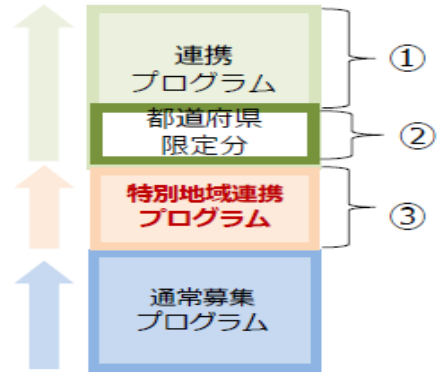 連携
プログラム
①
都道府県
限定分
②
特別地域連携
プログラム
③
通常募集
プログラム